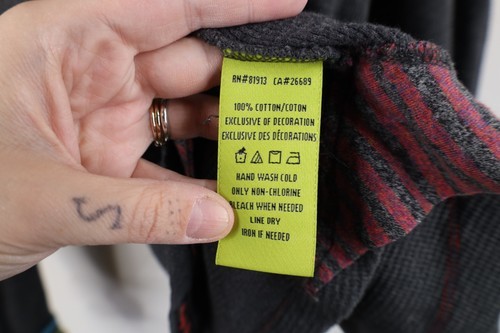 RN#81913 CA#26689
100% COTTON/COTON
EXCLUSIVE OF DECORATION
EXCLUSIVE DES DÉCORATIONS
HAND WASH COLD
ONLY NON-CHLORINE
BLEACH WHEN NEEDED
LINE DRY
IRON IF NEEDED